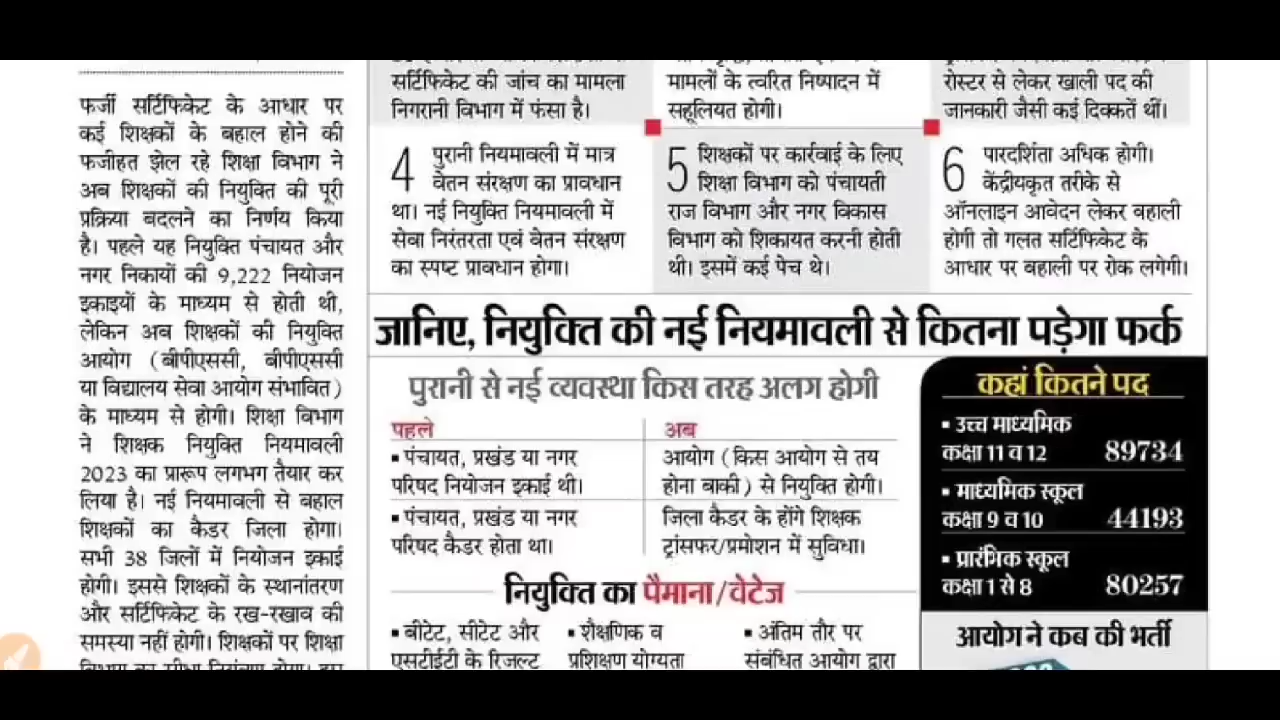 फर्जी सर्टिफिकेट के आधार पर
कई शिक्षकों के बहाल होने की
फजीहत झेल रहे शिक्षा विभाग ने
अब शिक्षकों की नियुक्ति की पूरी
प्रक्रिया बदलने का निर्णय किया
है। पहले यह नियुक्ति पंचायत और
नगर निकायों की 9,222 नियोजन
इकाइयों के माध्यम से होती थी,
लेकिन अब शिक्षकों की नियुक्ति
आयोग (बीपीएससी, बीपीएससी
या विद्यालय सेवा आयोग संभावित)
के माध्यम से होगी। शिक्षा विभाग
ने शिक्षक नियुक्ति नियमावली
2023 का प्रारूप लगभग तैयार कर
लिया है। नई नियमावली से बहाल
शिक्षकों का कैडर जिला होगा।
सभी 38 जिलों में नियोजन इकाई
होगी। इससे शिक्षकों के स्थानांतरण
और सर्टिफिकेट के रख-रखाव की
समस्या नहीं होगी। शिक्षकों पर शिक्षा
सर्टिफिकेट की जांच का मामला
निगरानी विभाग में फंसा है।
मामलों के त्वरित निष्पादन में
सहूलियत होगी।
रोस्टर से लेकर खाली पद की
जानकारी जैसी कई दिक्कतें थीं।
4 पुरानी नियमावली में मात्र
वेतन संरक्षण का प्रावधान
था। नई नियुक्ति नियमावली में
सेवा निरंतरता एवं वेतन संरक्षण
का स्पष्ट प्रावधान होगा।
5 शिक्षकों पर कार्रवाई के लिए
शिक्षा विभाग को पंचायती
राज विभाग और नगर विकास
विभाग को शिकायत करनी होती
थी। इसमें कई पेच थे।
6 पारदर्शिता अधिक होगी।
केंद्रीयकृत तरीके से
ऑनलाइन आवेदन लेकर बहाली
होगी तो गलत सर्टिफिकेट के
आधार पर बहाली पर रोक लगेगी।
जानिए, नियुक्ति की नई नियमावली से कितना पड़ेगा फर्क
पुरानी से नई व्यवस्था किस तरह अलग होगी
पहले
▪ पंचायत, प्रखंड या नगर
परिषद नियोजन इकाई थी।
▪ पंचायत, प्रखंड या नगर
परिषद कैडर होता था।
अब
आयोग (किस आयोग से तय
होना बाकी) से नियुक्ति होगी।
जिला कैडर के होंगे शिक्षक
ट्रांसफर/प्रमोशन में सुविधा।
नियुक्ति का पैमाना/वेटेज
▪ बीटेट, सीटेट और
एसटीईटी के रिजल्ट
▪ शैक्षणिक व
प्रशिक्षण योग्यता
▪ अंतिम तौर पर
संबंधित आयोग द्वारा
कहां कितने पद
▪ उच्च माध्यमिक
कक्षा 11 व 12 89734
▪ माध्यमिक स्कूल
कक्षा 9 व 10 44193
▪ प्रारंभिक स्कूल
कक्षा 1 से 8 80257
आयोग ने कब की भर्ती